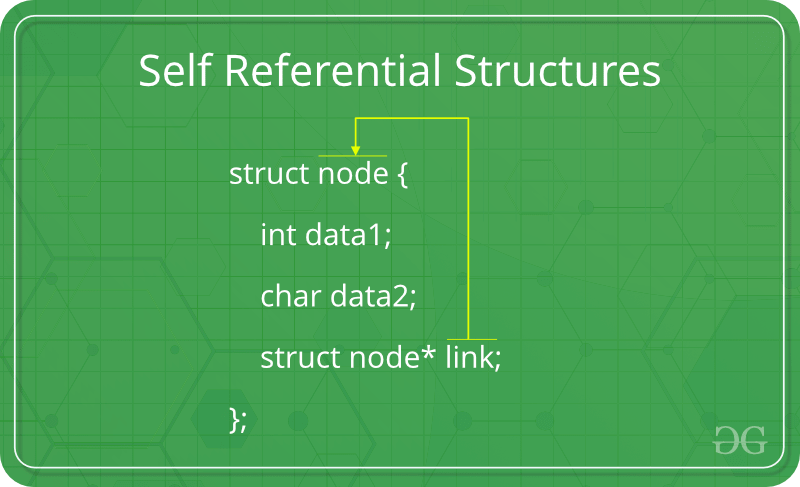 Self Referential Structures
struct node {
int data1;
char data2;
struct node* link;
};